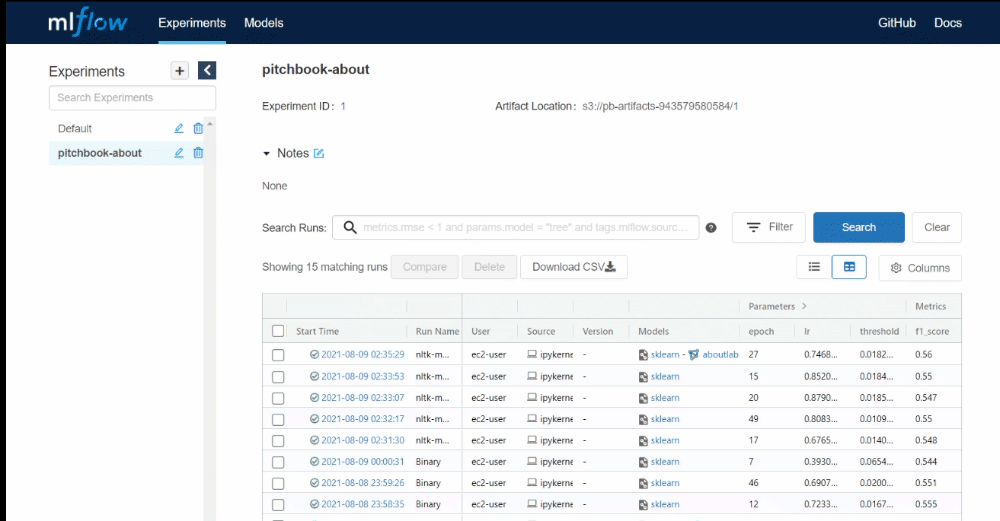 mlflow Experiments Models GitHub Docs
Experiments +
Search Experiments
Default
pitchbook-about
pitchbook-about
Experiment ID: 1 Artifact Location: s3://pb-artifacts-943579580584/1
Notes
None
Search Runs: metrics.rmse < 1 and params.model = "tree" and tags.mlflow.sourc... ? Filter Search Clear
Showing 15 matching runs Compare Delete Download CSV Columns
Parameters > Metrics
Start Time Run Name User Source Version Models epoch lr threshold f1_score
2021-08-09 02:35:29 nltk-m... ec2-user ipykerne - sklearn - aboutlab 27 0.7468... 0.0182... 0.56
2021-08-09 02:33:53 nltk-m... ec2-user ipykerne - sklearn 15 0.8520... 0.0184... 0.55
2021-08-09 02:33:07 nltk-m... ec2-user ipykerne - sklearn 20 0.8790... 0.0185... 0.547
2021-08-09 02:32:17 nltk-m... ec2-user ipykerne - sklearn 49 0.8083... 0.0109... 0.55
2021-08-09 02:31:30 nltk-m... ec2-user ipykerne - sklearn 17 0.6765... 0.0140... 0.548
2021-08-09 00:00:31 Binary ec2-user ipykerne - sklearn 7 0.3930... 0.0654... 0.544
2021-08-08 23:59:26 Binary ec2-user ipykerne - sklearn 46 0.6907... 0.0200... 0.551
2021-08-08 23:58:35 Binary ec2-user ipykerne - sklearn 12 0.7233... 0.0167... 0.555